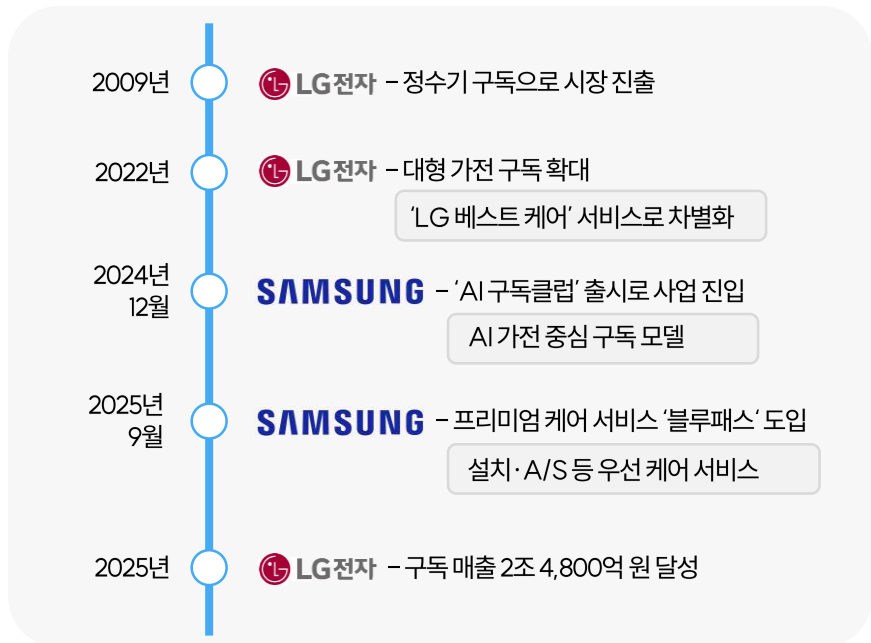 2009년 LG전자 – 정수기 구독으로 시장 진출
2022년 LG전자 – 대형 가전 구독 확대
‘LG 베스트 케어’ 서비스로 차별화
2024년
12월
SAMSUNG – ‘AI 구독클럽’ 출시로 사업 진입
AI 가전 중심 구독 모델
2025년
9월
SAMSUNG – 프리미엄 케어 서비스 ‘블루패스‘ 도입
설치·A/S 등 우선 케어 서비스
2025년 LG전자 – 구독 매출 2조 4,800억 원 달성